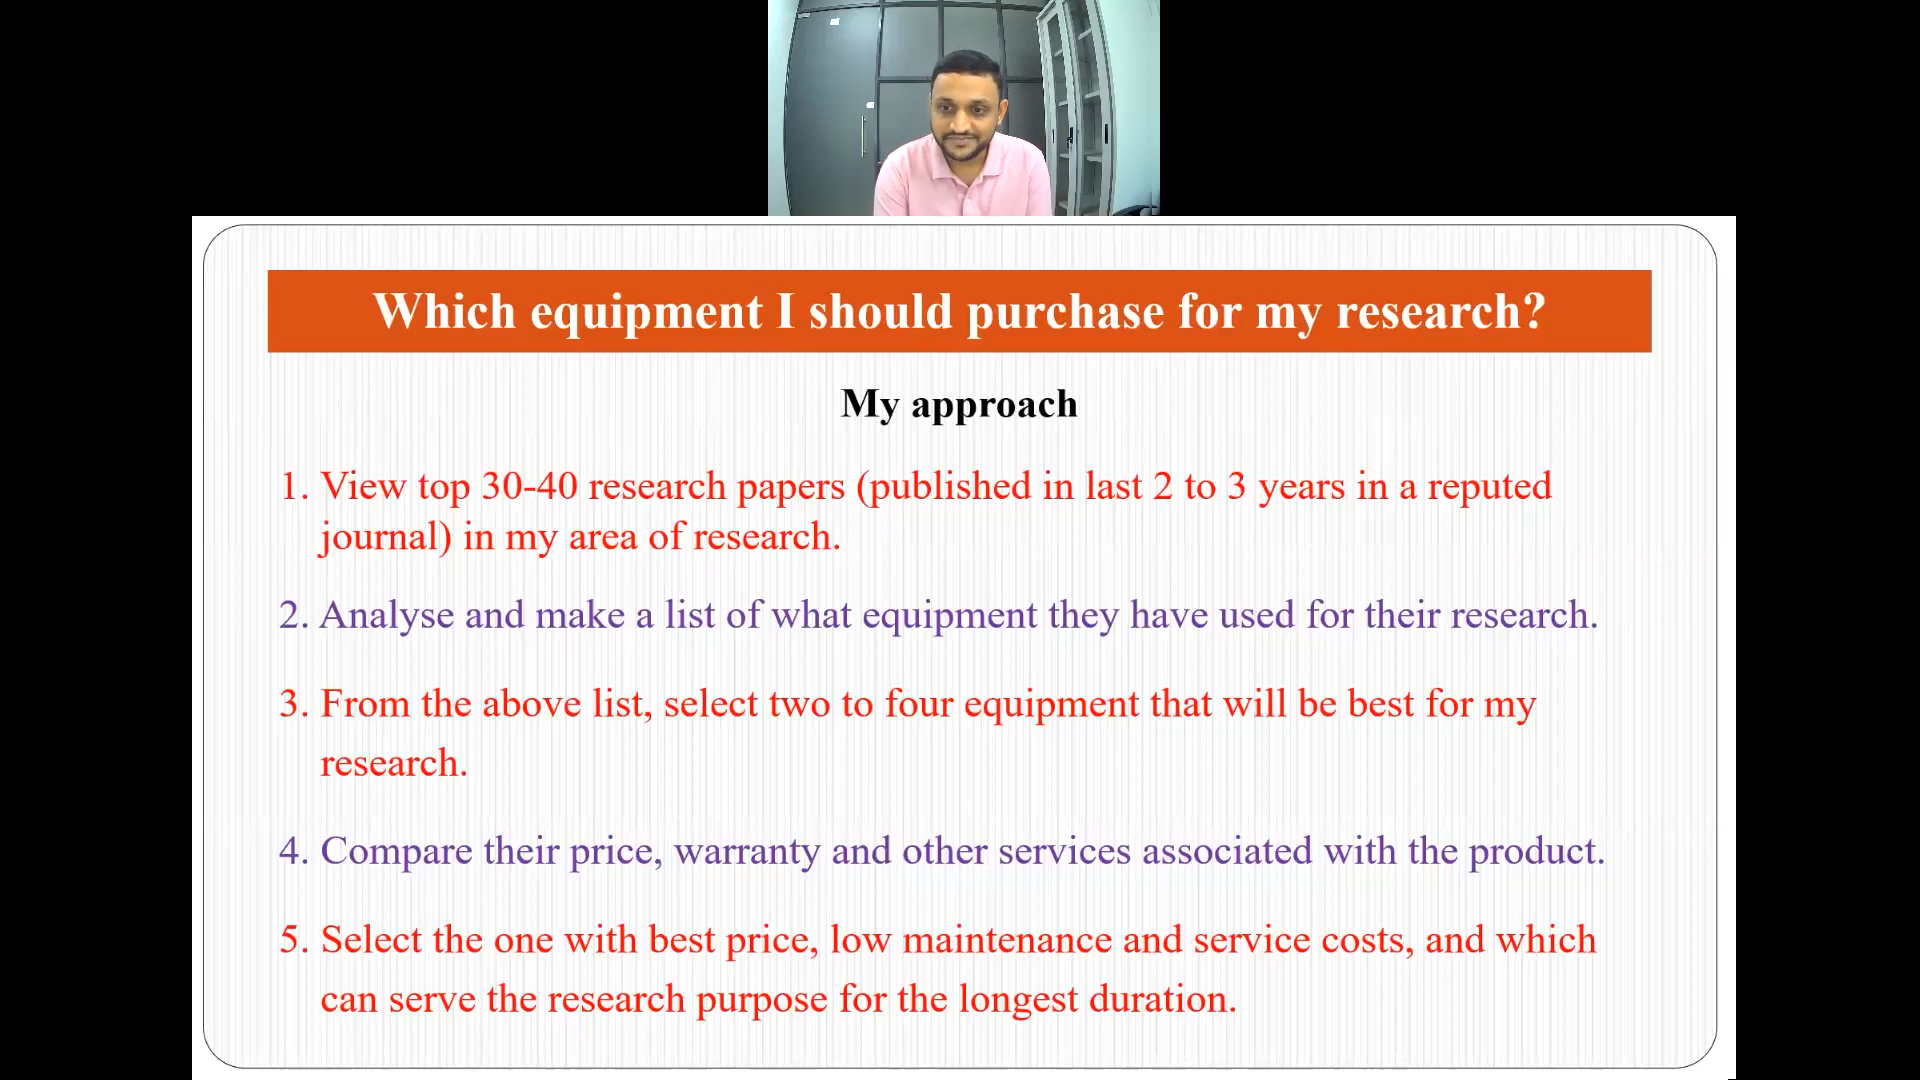 Which equipment I should purchase for my research?
My approach
1. View top 30-40 research papers (published in last 2 to 3 years in a reputed
journal) in my area of research.
2. Analyse and make a list of what equipment they have used for their research.
3. From the above list, select two to four equipment that will be best for my
research.
4. Compare their price, warranty and other services associated with the product.
5. Select the one with best price, low maintenance and service costs, and which
can serve the research purpose for the longest duration.